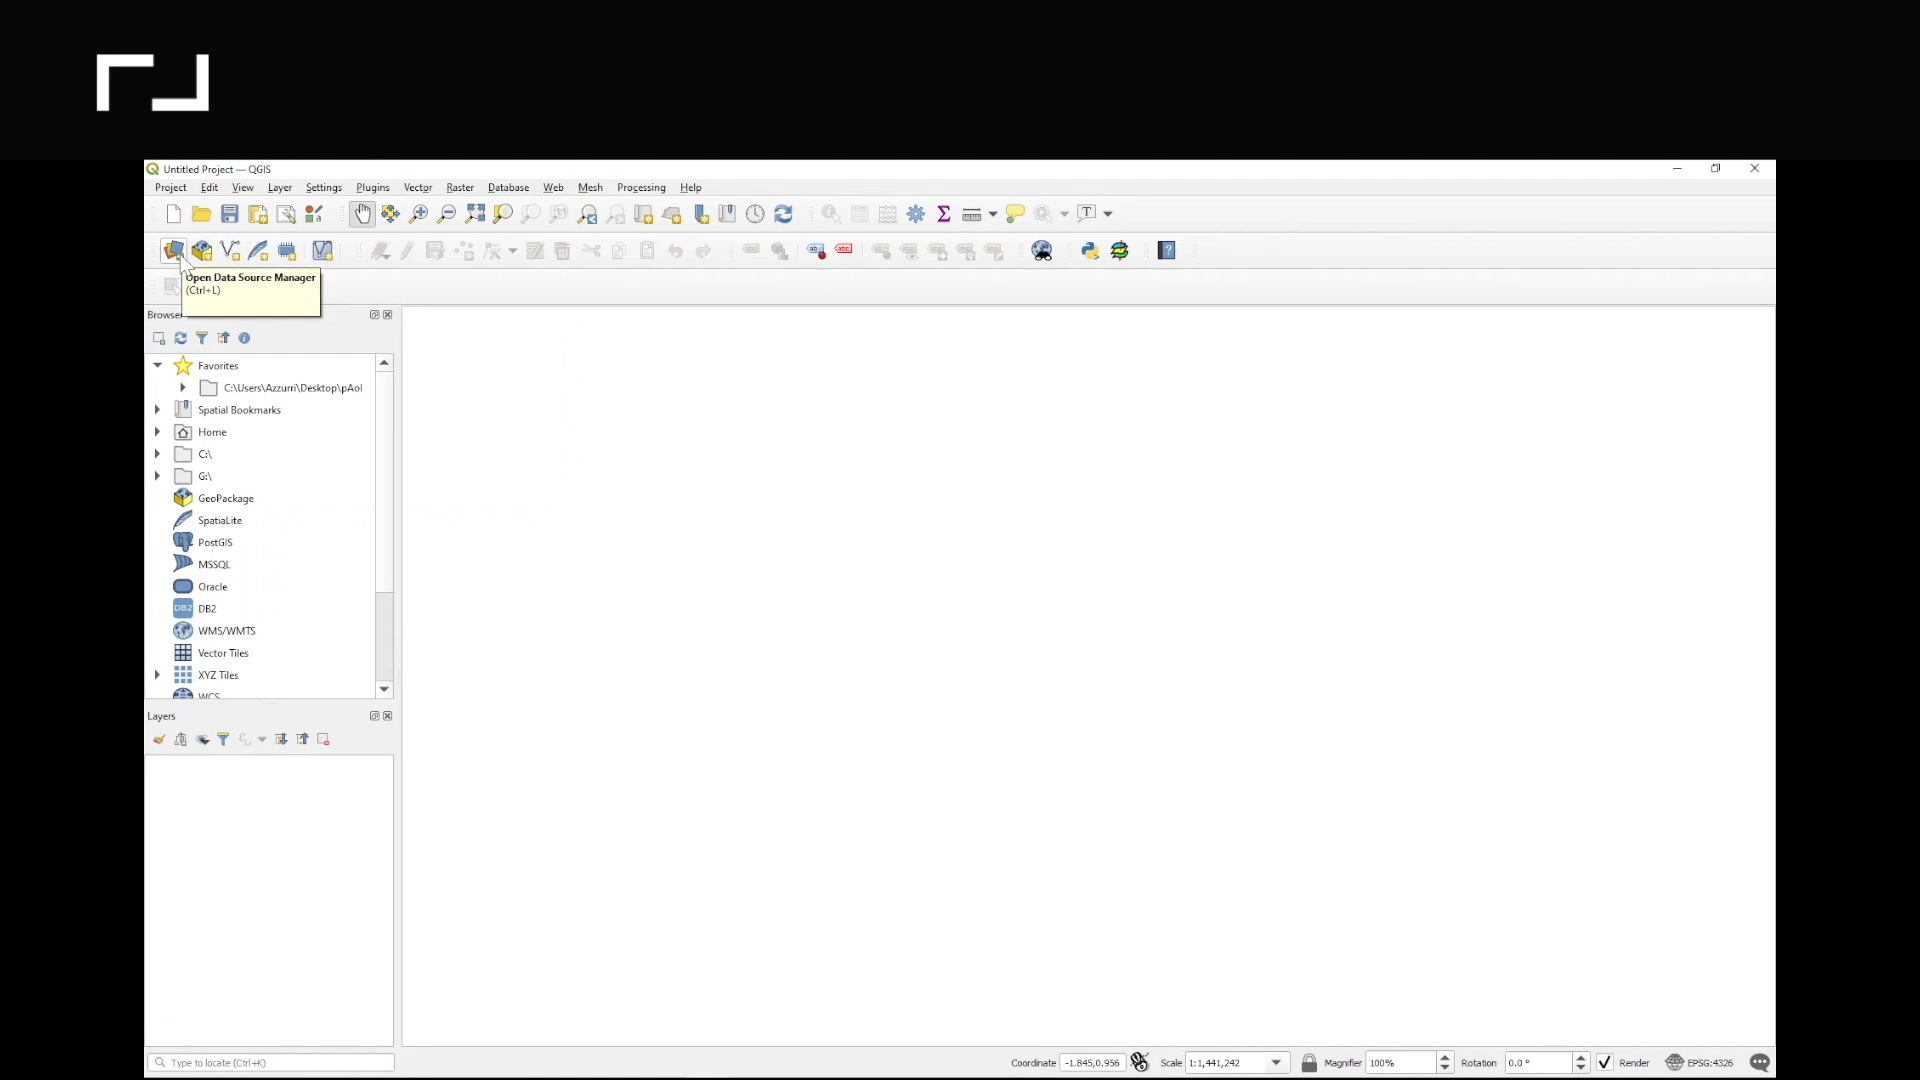 Untitled Project — QGIS
Project Edit View Layer Settings Plugins Vector Raster Database Web Mesh Processing Help
Open Data Source Manager
(Ctrl+L)
Browser
Favorites
C:\Users\Azzurri\Desktop\pAol
Spatial Bookmarks
Home
C:\
G:\
GeoPackage
SpatiaLite
PostGIS
MSSQL
Oracle
DB2 DB2
WMS/WMTS
Vector Tiles
XYZ Tiles
WCS
Layers
Type to locate (Ctrl+K) Coordinate -1.845,0.956 Scale 1:1,441,242 Magnifier 100% Rotation 0.0 ° Render EPSG:4326